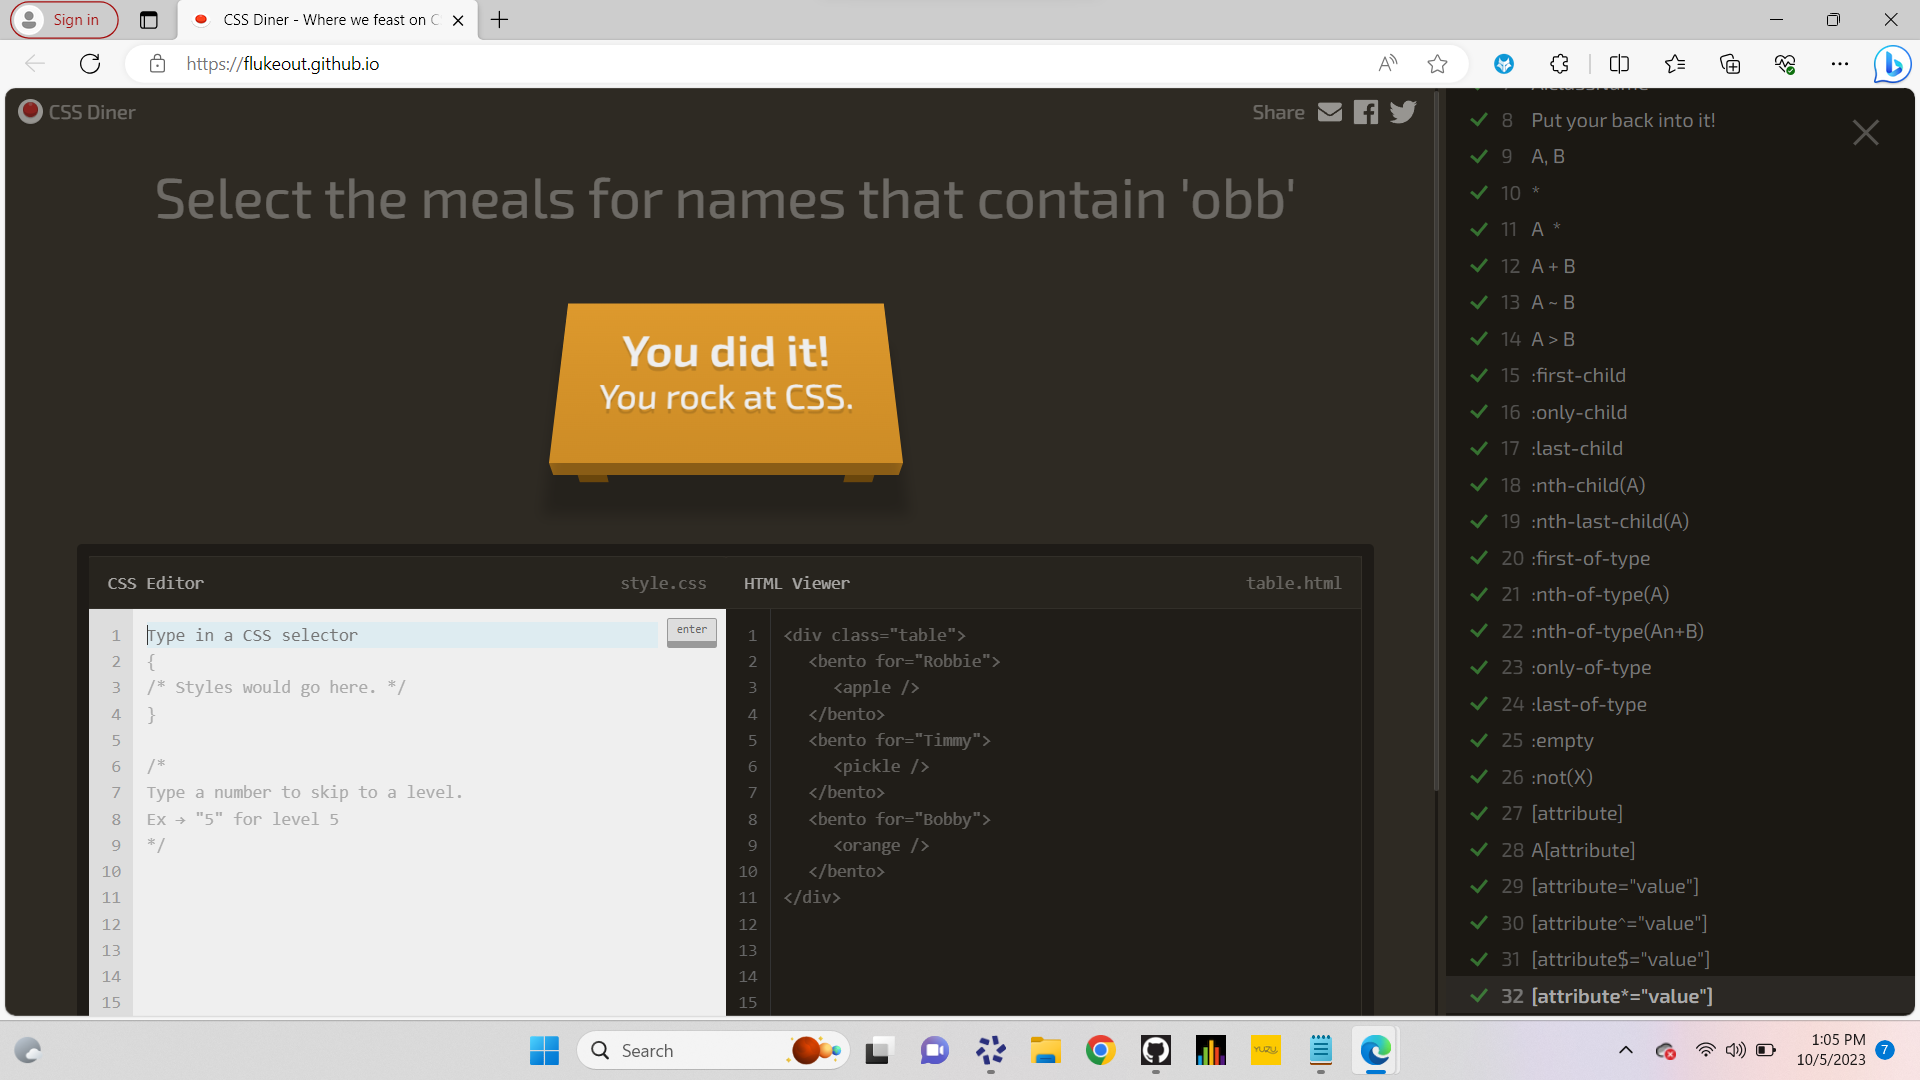 Sign in
CSS Diner - Where we feast on C
https://flukeout.github.io
CSS Diner
Share
Select the meals for names that contain 'obb'
You did it!
You rock at CSS.
CSS Editor
style.css
1 Type in a CSS selector
enter
2 {
3 /* Styles would go here. */
4 }
5
6 /*
7 Type a number to skip to a level.
8 Ex → "5" for level 5
9 */
10
11
12
13
14
15
HTML Viewer
table.html
1 <div class="table">
2 <bento for="Robbie">
3 <apple />
4 </bento>
5 <bento for="Timmy">
6 <pickle />
7 </bento>
8 <bento for="Bobby">
9 <orange />
10 </bento>
11 </div>
12
13
14
15
8 Put your back into it!
9 A, B
10 *
11 A *
12 A + B
13 A ~ B
14 A > B
15 :first-child
16 :only-child
17 :last-child
18 :nth-child(A)
19 :nth-last-child(A)
20 :first-of-type
21 :nth-of-type(A)
22 :nth-of-type(An+B)
23 :only-of-type
24 :last-of-type
25 :empty
26 :not(X)
27 [attribute]
28 A[attribute]
29 [attribute="value"]
30 [attribute^="value"]
31 [attribute$="value"]
32 [attribute*="value"]
Search
YUZU
1:05 PM
10/5/2023
7